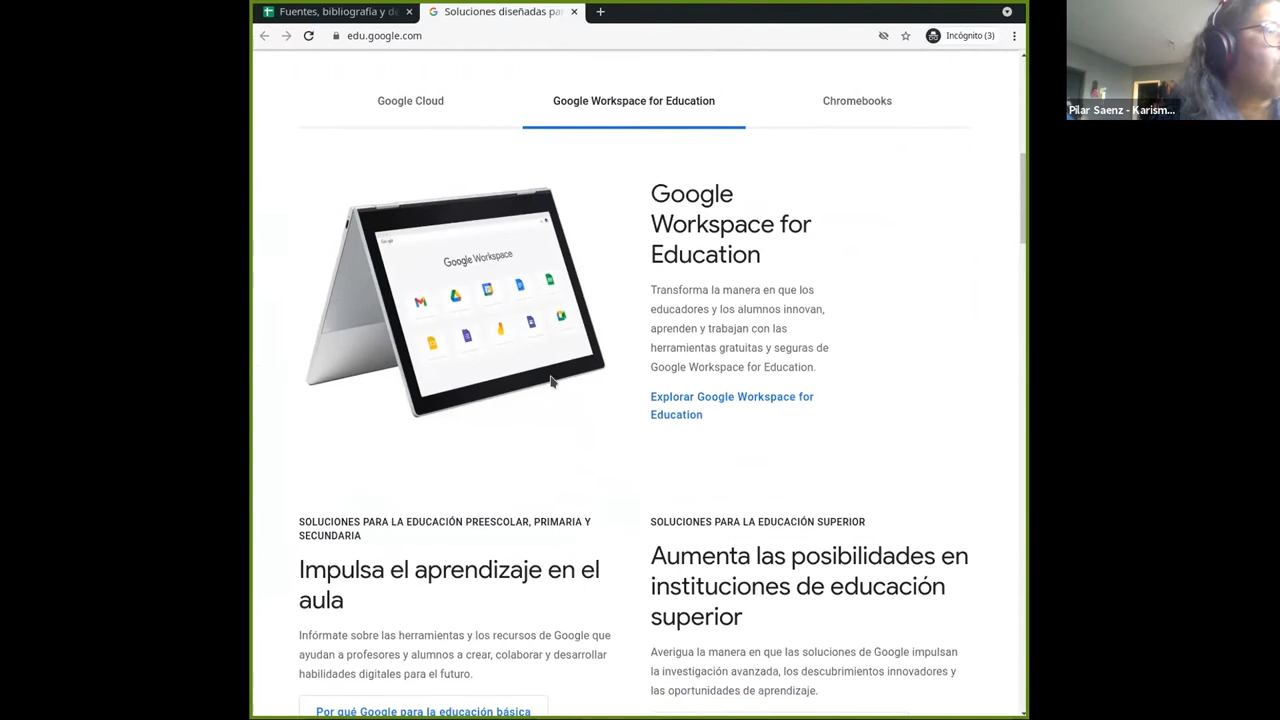 Fuentes, bibliografía y de
Soluciones diseñadas pa
edu.google.com
Incógnito (3)
Pilar Saenz - Karism...
Google Cloud
Google Workspace for Education
Chromebooks
Google
Google Workspace
Google
Workspace for
Education
Transforma la manera en que los
educadores y los alumnos innovan,
aprenden y trabajan con las
herramientas gratuitas y seguras de
Google Workspace for Education.
Explorar Google Workspace for
Education
SOLUCIONES PARA LA EDUCACIÓN PREESCOLAR, PRIMARIA Y
SECUNDARIA
Impulsa el aprendizaje en el
aula
Infórmate sobre las herramientas y los recursos de Google que
ayudan a profesores y alumnos a crear, colaborar y desarrollar
habilidades digitales para el futuro.
Por qué Google para la educación básica
SOLUCIONES PARA LA EDUCACIÓN SUPERIOR
Aumenta las posibilidades en
instituciones de educación
superior
Averigua la manera en que las soluciones de Google impulsan
la investigación avanzada, los descubrimientos innovadores y
las oportunidades de aprendizaje.